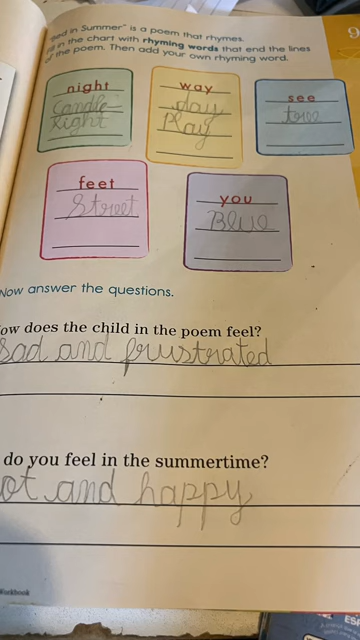 Bed in Summer" is a poem that rhymes.
in the chart with rhyming words that end the lines
of the poem. Then add your own rhyming word.
9
night
Candle
Light
way
day
Play
see
tree
feet
Street
you
Blue
Now answer the questions.
ow does the child in the poem feel?
sad and frustrated
do you feel in the summertime?
ot and happy
Workbook